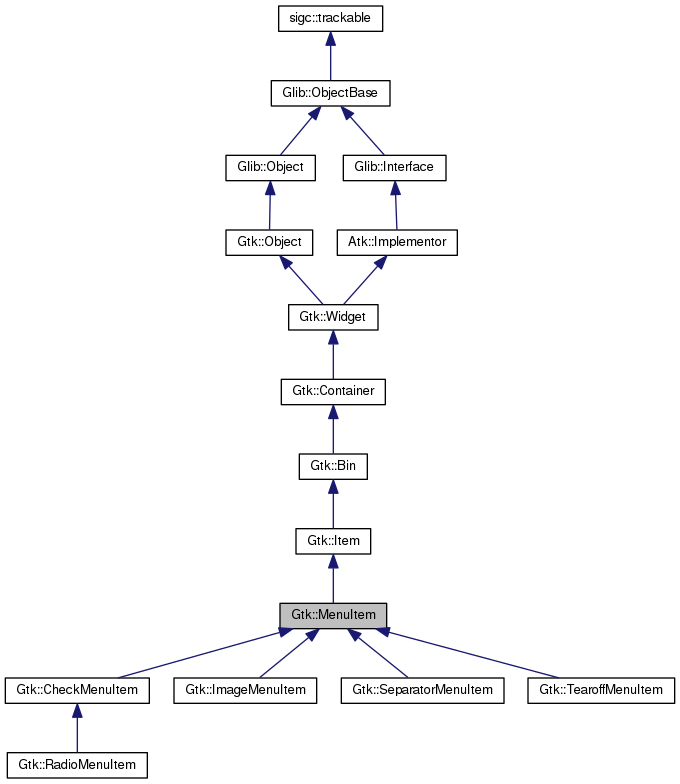 sigc::trackable
Glib::ObjectBase
Glib::Object
Glib::Interface
Gtk::Object
Atk::Implementor
Gtk::Widget
Gtk::Container
Gtk::Bin
Gtk::Item
Gtk::MenuItem
Gtk::CheckMenuItem
Gtk::ImageMenuItem
Gtk::SeparatorMenuItem
Gtk::TearoffMenuItem
Gtk::RadioMenuItem